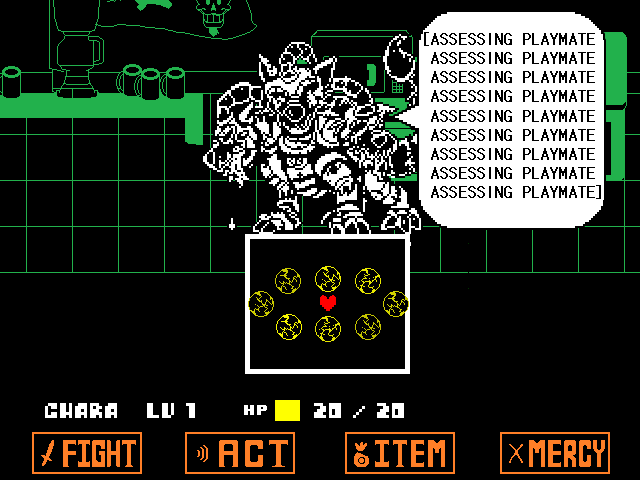 [ASSESSING PLAYMATE
ASSESSING PLAYMATE
ASSESSING PLAYMATE
ASSESSING PLAYMATE
ASSESSING PLAYMATE
ASSESSING PLAYMATE
ASSESSING PLAYMATE
ASSESSING PLAYMATE
ASSESSING PLAYMATE]
CHARA LV 1 HP 20 / 20
FIGHT ACT ITEM MERCY